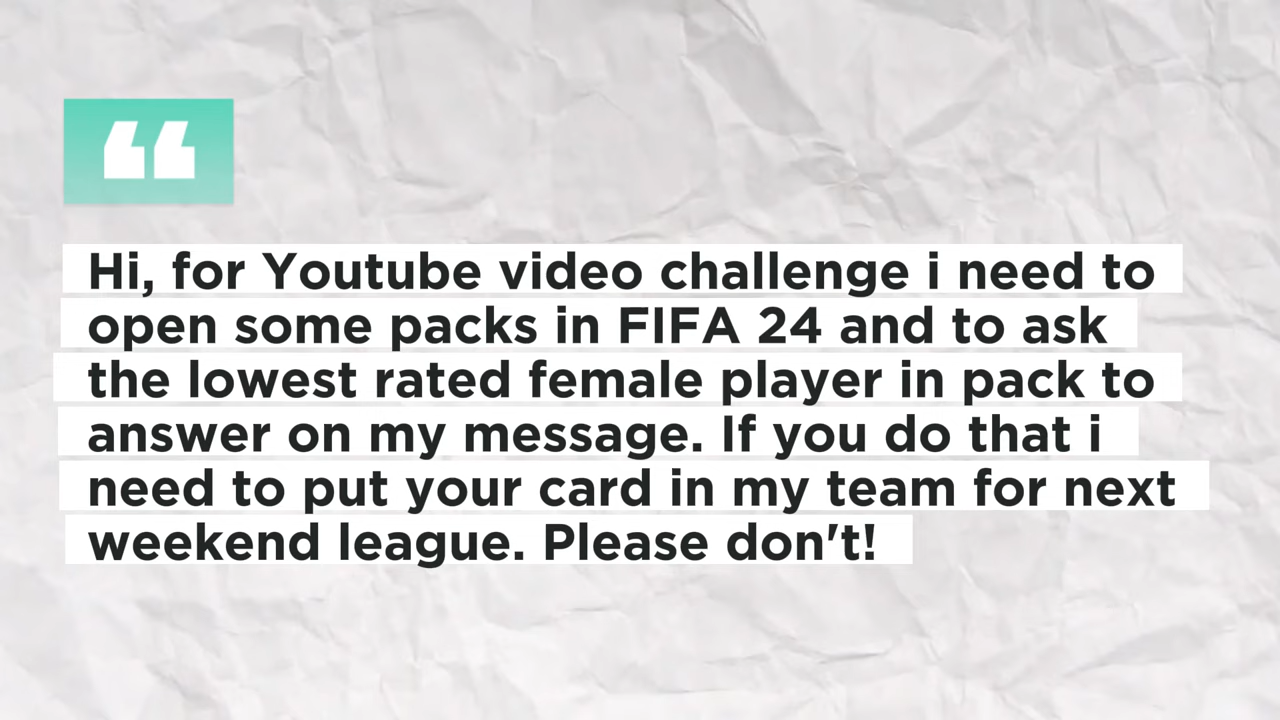 “
Hi, for Youtube video challenge i need to
open some packs in FIFA 24 and to ask
the lowest rated female player in pack to
answer on my message. If you do that i
need to put your card in my team for next
weekend league. Please don't!